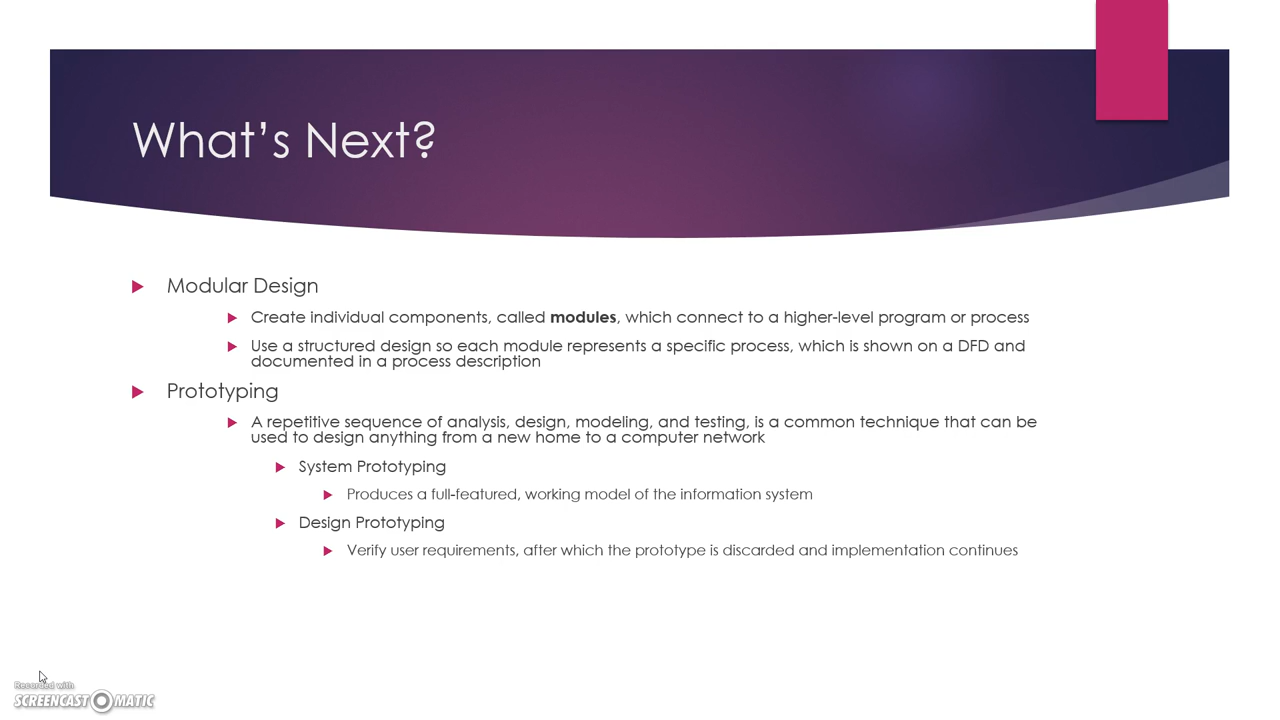 What's Next?
Modular Design
Create individual components, called modules, which connect to a higher-level program or process
Use a structured design so each module represents a specific process, which is shown on a DFD and
documented in a process description
Prototyping
A repetitive sequence of analysis, design, modeling, and testing, is a common technique that can be
used to design anything from a new home to a computer network
System Prototyping
Produces a full-featured, working model of the information system
Design Prototyping
Verify user requirements, after which the prototype is discarded and implementation continues
Recorded with
SCREENCAST O MATIC